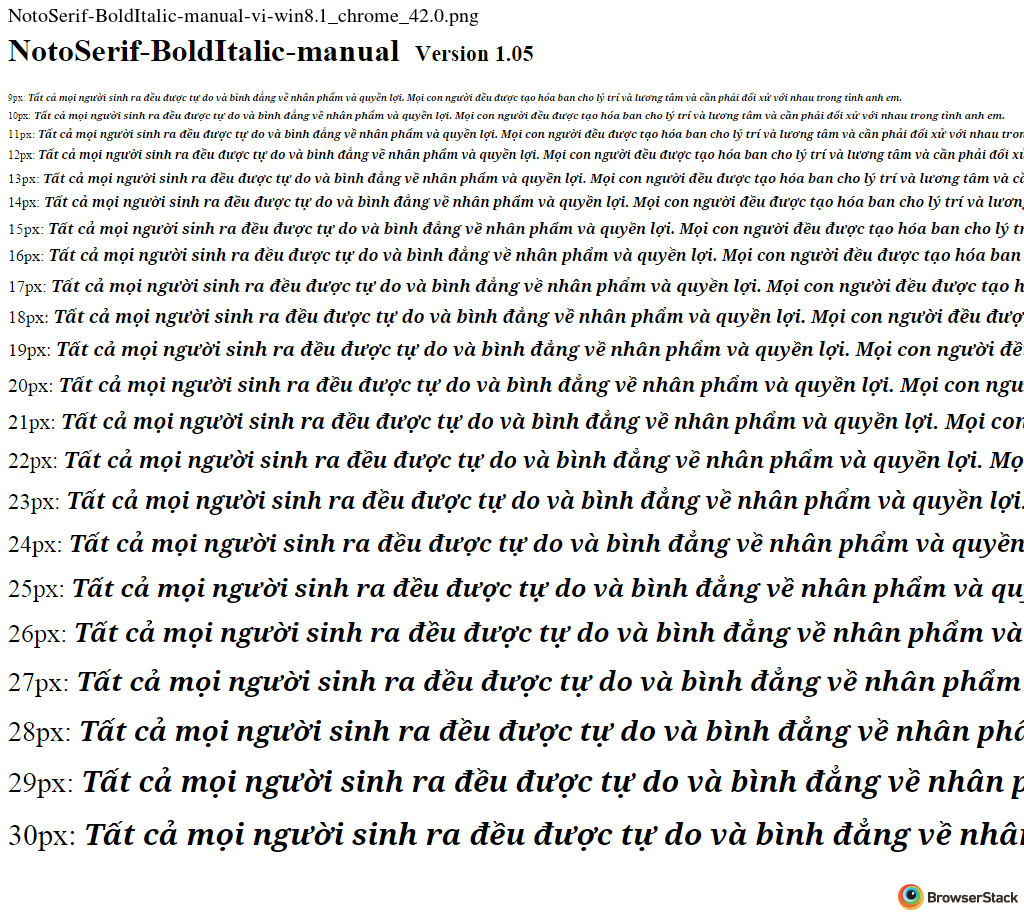 NotoSerif-BoldItalic-manual-vi-win8.1_chrome_42.0.png
NotoSerif-BoldItalic-manual Version 1.05
9px: Tất cả mọi người sinh ra đều được tự do và bình đẳng về nhân phẩm và quyền lợi. Mọi con người đều được tạo hóa ban cho lý trí và lương tâm và cần phải đối xử với nhau trong tình anh em.
10px: Tất cả mọi người sinh ra đều được tự do và bình đẳng về nhân phẩm và quyền lợi. Mọi con người đều được tạo hóa ban cho lý trí và lương tâm và cần phải đối xử với nhau trong tình anh em.
11px: Tất cả mọi người sinh ra đều được tự do và bình đẳng về nhân phẩm và quyền lợi. Mọi con người đều được tạo hóa ban cho lý trí và lương tâm và cần phải đối xử với nhau tron
12px: Tất cả mọi người sinh ra đều được tự do và bình đẳng về nhân phẩm và quyền lợi. Mọi con người đều được tạo hóa ban cho lý trí và lương tâm và cần phải đối xử
13px: Tất cả mọi người sinh ra đều được tự do và bình đẳng về nhân phẩm và quyền lợi. Mọi con người đều được tạo hóa ban cho lý trí và lương tâm và
14px: Tất cả mọi người sinh ra đều được tự do và bình đẳng về nhân phẩm và quyền lợi. Mọi con người đều được tạo hóa ban cho lý trí và lương
15px: Tất cả mọi người sinh ra đều được tự do và bình đẳng về nhân phẩm và quyền lợi. Mọi con người đều được tạo hóa ban cho lý
16px: Tất cả mọi người sinh ra đều được tự do và bình đẳng về nhân phẩm và quyền lợi. Mọi con người đều được tạo hóa ban
17px: Tất cả mọi người sinh ra đều được tự do và bình đẳng về nhân phẩm và quyền lợi. Mọi con người đều được tạo h
18px: Tất cả mọi người sinh ra đều được tự do và bình đẳng về nhân phẩm và quyền lợi. Mọi con người đều đượ
19px: Tất cả mọi người sinh ra đều được tự do và bình đẳng về nhân phẩm và quyền lợi. Mọi con người đề
20px: Tất cả mọi người sinh ra đều được tự do và bình đẳng về nhân phẩm và quyền lợi. Mọi con ngu
21px: Tất cả mọi người sinh ra đều được tự do và bình đẳng về nhân phẩm và quyền lợi. Mọi con
22px: Tất cả mọi người sinh ra đều được tự do và bình đẳng về nhân phẩm và quyền lợi. Mọ
23px: Tất cả mọi người sinh ra đều được tự do và bình đẳng về nhân phẩm và quyền lợi.
24px: Tất cả mọi người sinh ra đều được tự do và bình đẳng về nhân phẩm và quyền
25px: Tất cả mọi người sinh ra đều được tự do và bình đẳng về nhân phẩm và quy
26px: Tất cả mọi người sinh ra đều được tự do và bình đẳng về nhân phẩm và
27px: Tất cả mọi người sinh ra đều được tự do và bình đẳng về nhân phẩm
28px: Tất cả mọi người sinh ra đều được tự do và bình đẳng về nhân phẩ
29px: Tất cả mọi người sinh ra đều được tự do và bình đẳng về nhân p
30px: Tất cả mọi người sinh ra đều được tự do và bình đẳng về nhân
BrowserStack